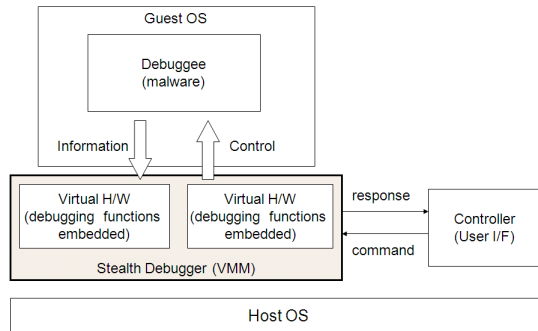 Guest OS
Debuggee
(malware)
Information
Control
Virtual H/W
(debugging functions
embedded)
Virtual H/W
(debugging functions
embedded)
Stealth Debugger (VMM)
response
command
Controller
(User I/F)
Host OS